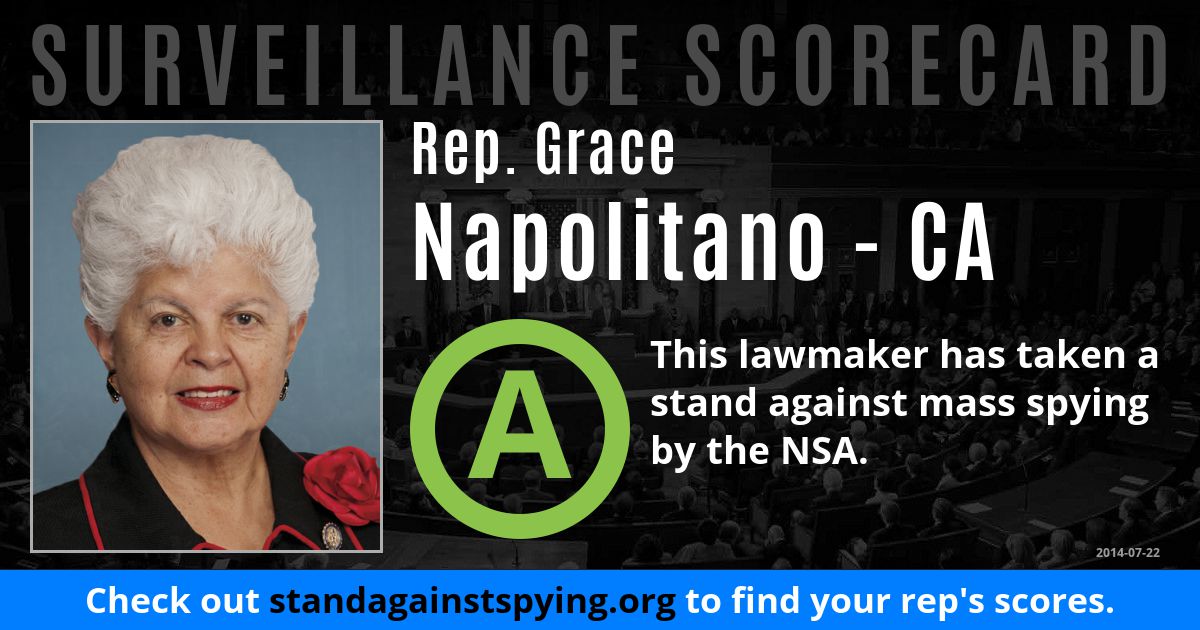 SURVEILLANCE SCORECARD
Rep. Grace
Napolitano - CA
A
This lawmaker has taken a
stand against mass spying
by the NSA.
2014-07-22
Check out standagainstspying.org to find your rep's scores.